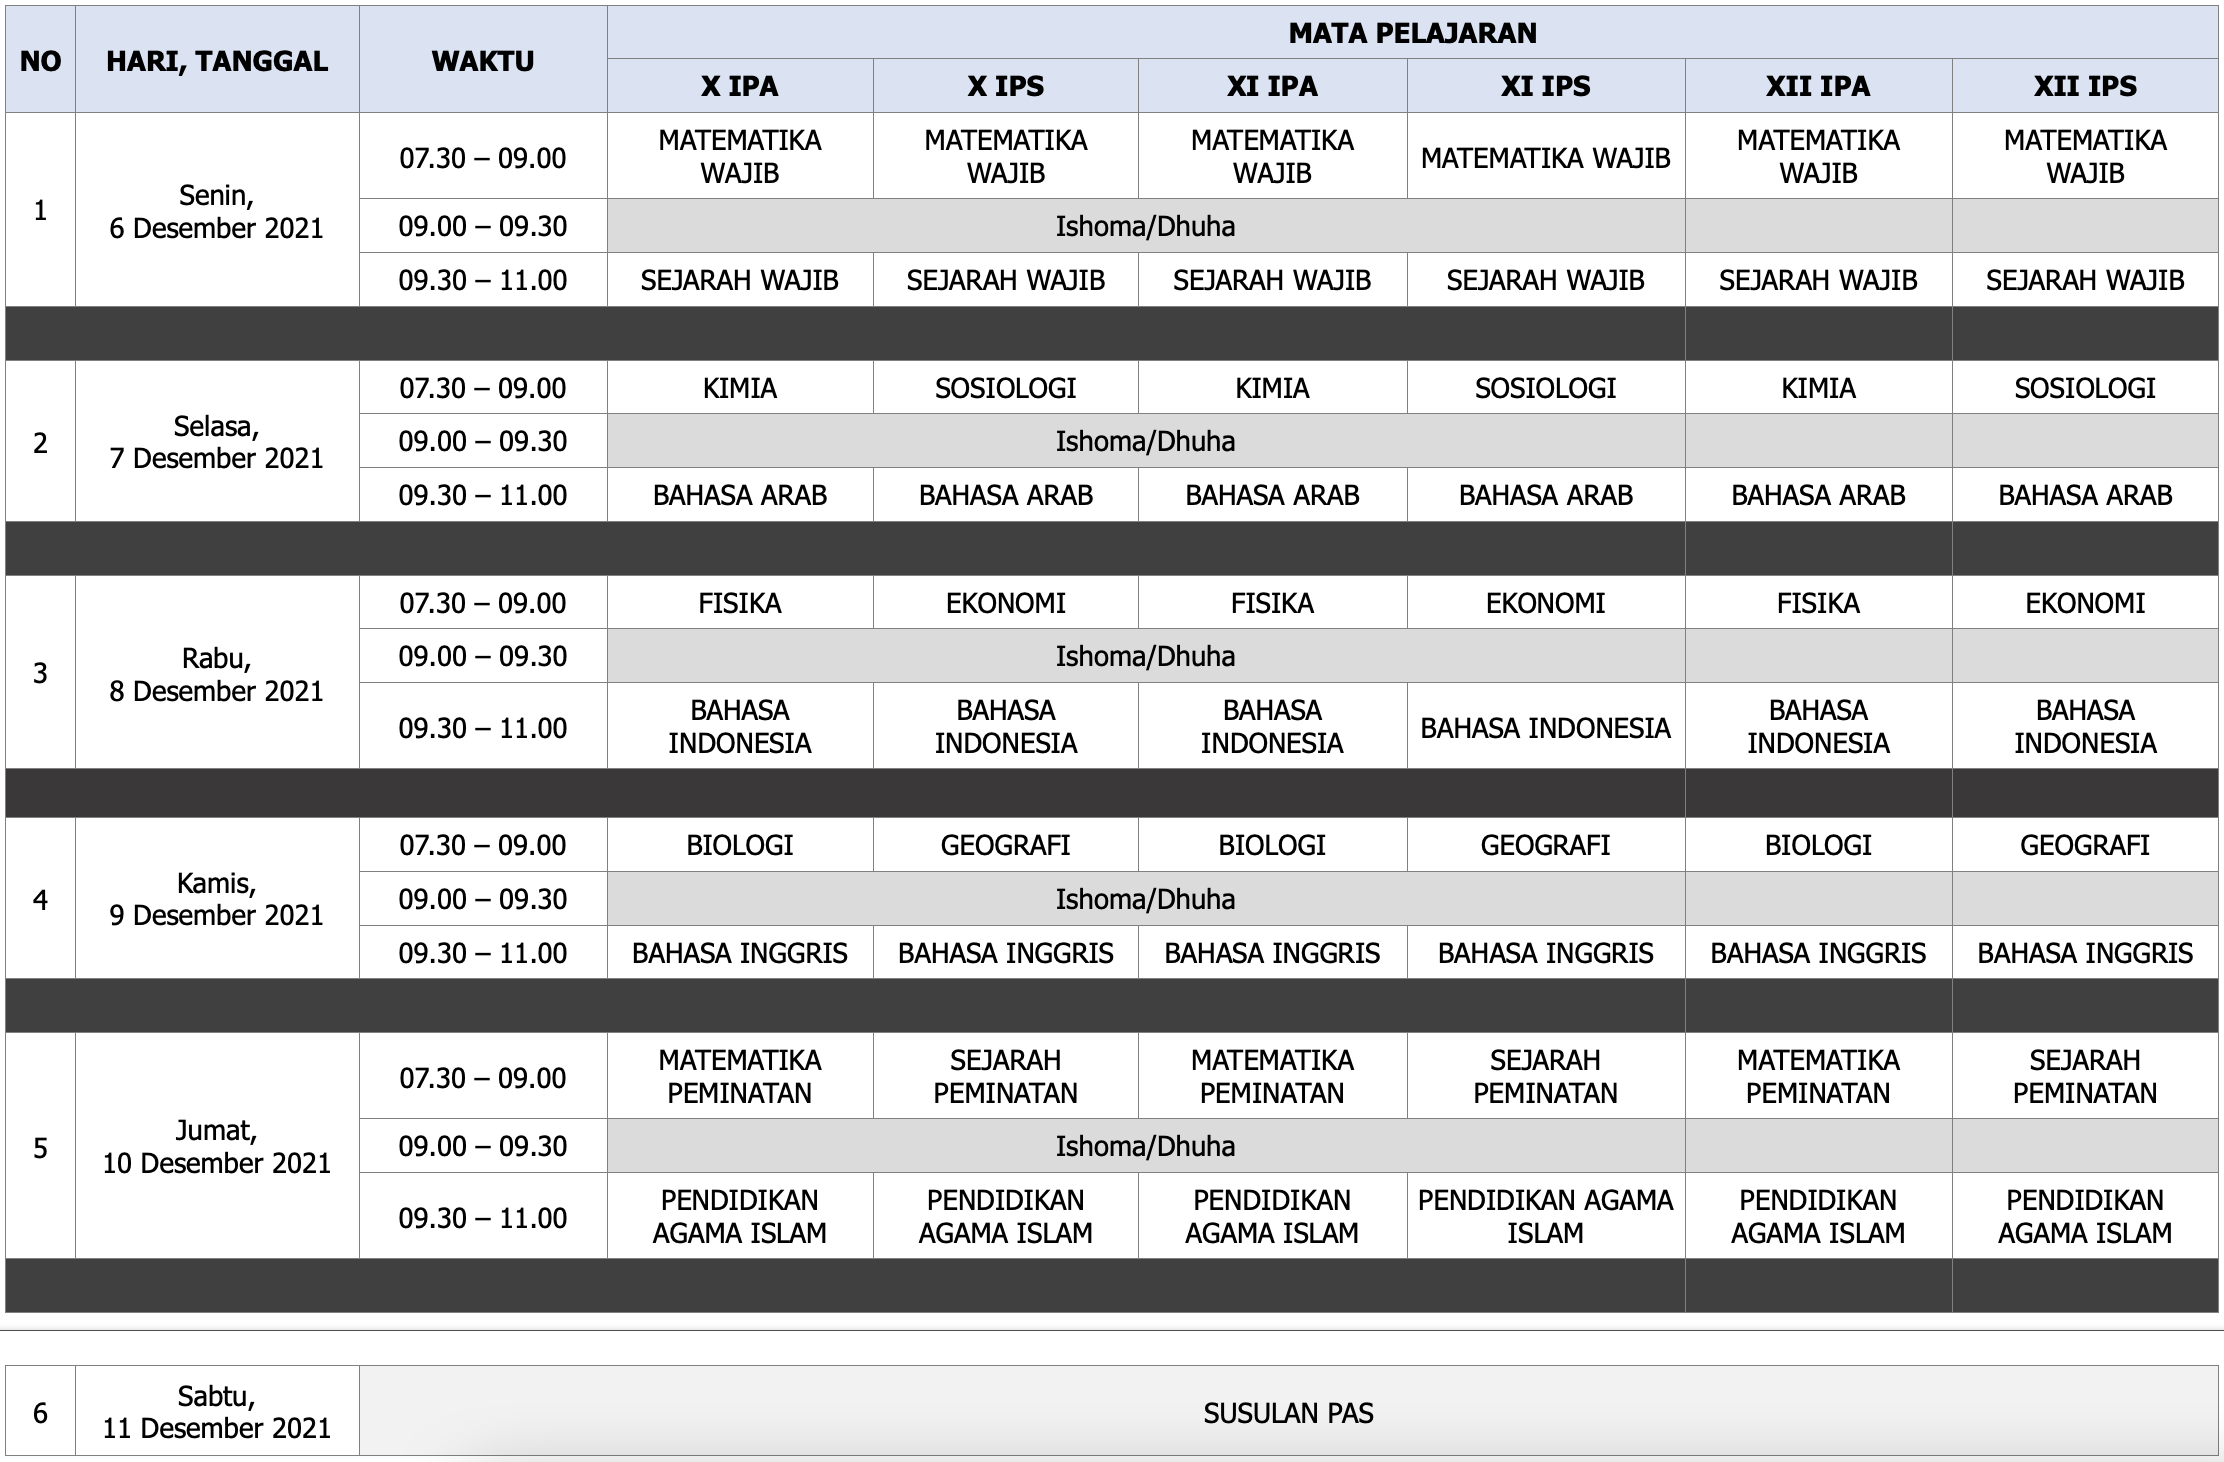 NO HARI, TANGGAL WAKTU MATA PELAJARAN
X IPA X IPS XI IPA XI IPS XII IPA XII IPS
1 Senin,
6 Desember 2021
07.30 – 09.00 MATEMATIKA WAJIB MATEMATIKA WAJIB MATEMATIKA WAJIB MATEMATIKA WAJIB MATEMATIKA WAJIB MATEMATIKA WAJIB
09.00 – 09.30 Ishoma/Dhuha
09.30 – 11.00 SEJARAH WAJIB SEJARAH WAJIB SEJARAH WAJIB SEJARAH WAJIB SEJARAH WAJIB SEJARAH WAJIB
2 Selasa,
7 Desember 2021
07.30 – 09.00 KIMIA SOSIOLOGI KIMIA SOSIOLOGI KIMIA SOSIOLOGI
09.00 – 09.30 Ishoma/Dhuha
09.30 – 11.00 BAHASA ARAB BAHASA ARAB BAHASA ARAB BAHASA ARAB BAHASA ARAB BAHASA ARAB
3 Rabu,
8 Desember 2021
07.30 – 09.00 FISIKA EKONOMI FISIKA EKONOMI FISIKA EKONOMI
09.00 – 09.30 Ishoma/Dhuha
09.30 – 11.00 BAHASA INDONESIA BAHASA INDONESIA BAHASA INDONESIA BAHASA INDONESIA BAHASA INDONESIA BAHASA INDONESIA
4 Kamis,
9 Desember 2021
07.30 – 09.00 BIOLOGI GEOGRAFI BIOLOGI GEOGRAFI BIOLOGI GEOGRAFI
09.00 – 09.30 Ishoma/Dhuha
09.30 – 11.00 BAHASA INGGRIS BAHASA INGGRIS BAHASA INGGRIS BAHASA INGGRIS BAHASA INGGRIS BAHASA INGGRIS
5 Jumat,
10 Desember 2021
07.30 – 09.00 MATEMATIKA PEMINATAN SEJARAH PEMINATAN MATEMATIKA PEMINATAN SEJARAH PEMINATAN MATEMATIKA PEMINATAN SEJARAH PEMINATAN
09.00 – 09.30 Ishoma/Dhuha
09.30 – 11.00 PENDIDIKAN AGAMA ISLAM PENDIDIKAN AGAMA ISLAM PENDIDIKAN AGAMA ISLAM PENDIDIKAN AGAMA ISLAM PENDIDIKAN AGAMA ISLAM PENDIDIKAN AGAMA ISLAM
6 Sabtu,
11 Desember 2021
SUSULAN PAS